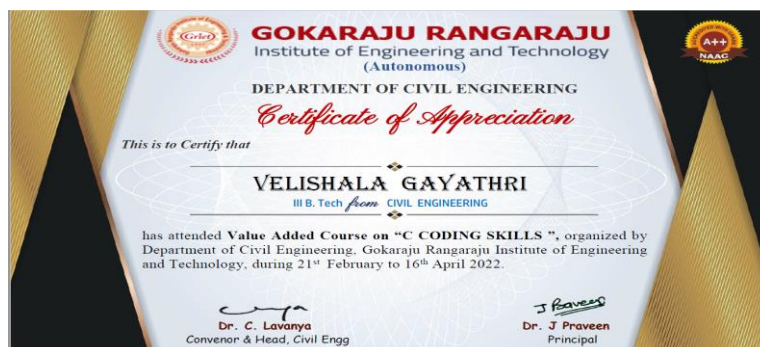 GOKARAJU RANGARAJU
Institute of Engineering and Technology
(Autonomous)
Griet
A++
NAAC
DEPARTMENT OF CIVIL ENGINEERING
Certificate of Appreciation
This is to Certify that
VELISHALA GAYATHRI
III B. Tech from CIVIL ENGINEERING
has attended Value Added Course on “C CODING SKILLS ”, organized by
Department of Civil Engineering, Gokaraju Rangaraju Institute of Engineering
and Technology, during 21st February to 16th April 2022.
J Praveen
Dr. C. Lavanya
Convenor & Head, Civil Engg
Dr. J Praveen
Principal